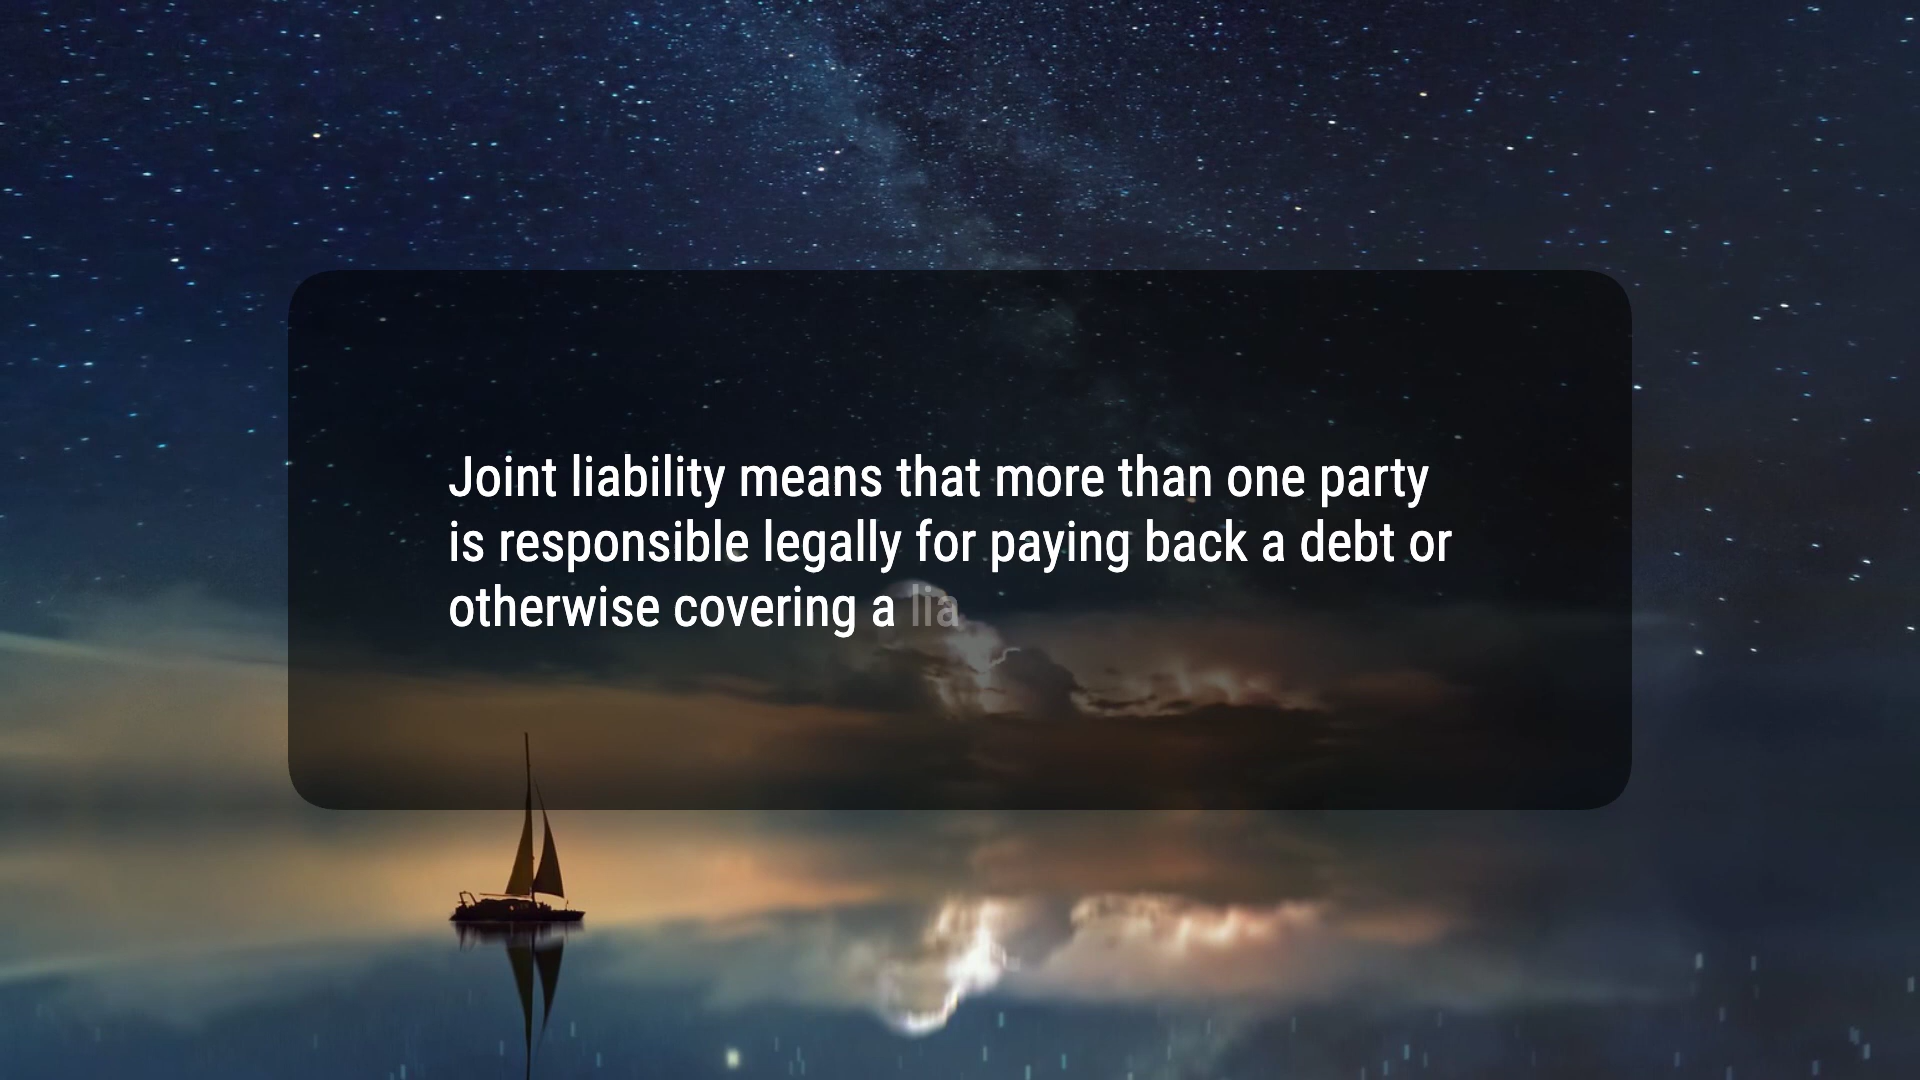 Joint liability means that more than one party
is responsible legally for paying back a debt or
otherwise covering a lia